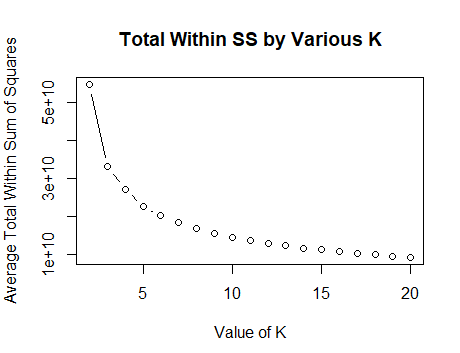 Total Within SS by Various K
Average Total Within Sum of Squares
5e+10
3e+10
1e+10
5 10 15 20
Value of K